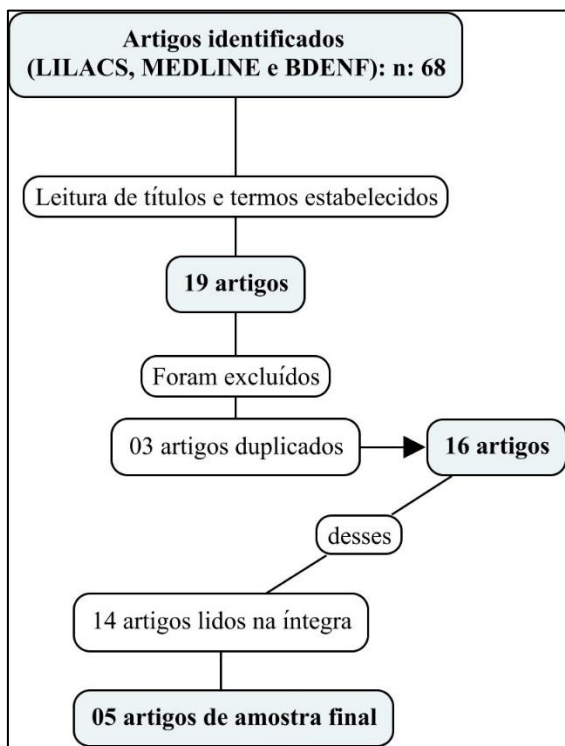 Artigos identificados
(LILACS, MEDLINE e BDENF): n: 68
Leitura de títulos e termos estabelecidos
19 artigos
Foram excluídos
03 artigos duplicados
16 artigos
desses
14 artigos lidos na íntegra
05 artigos de amostra final